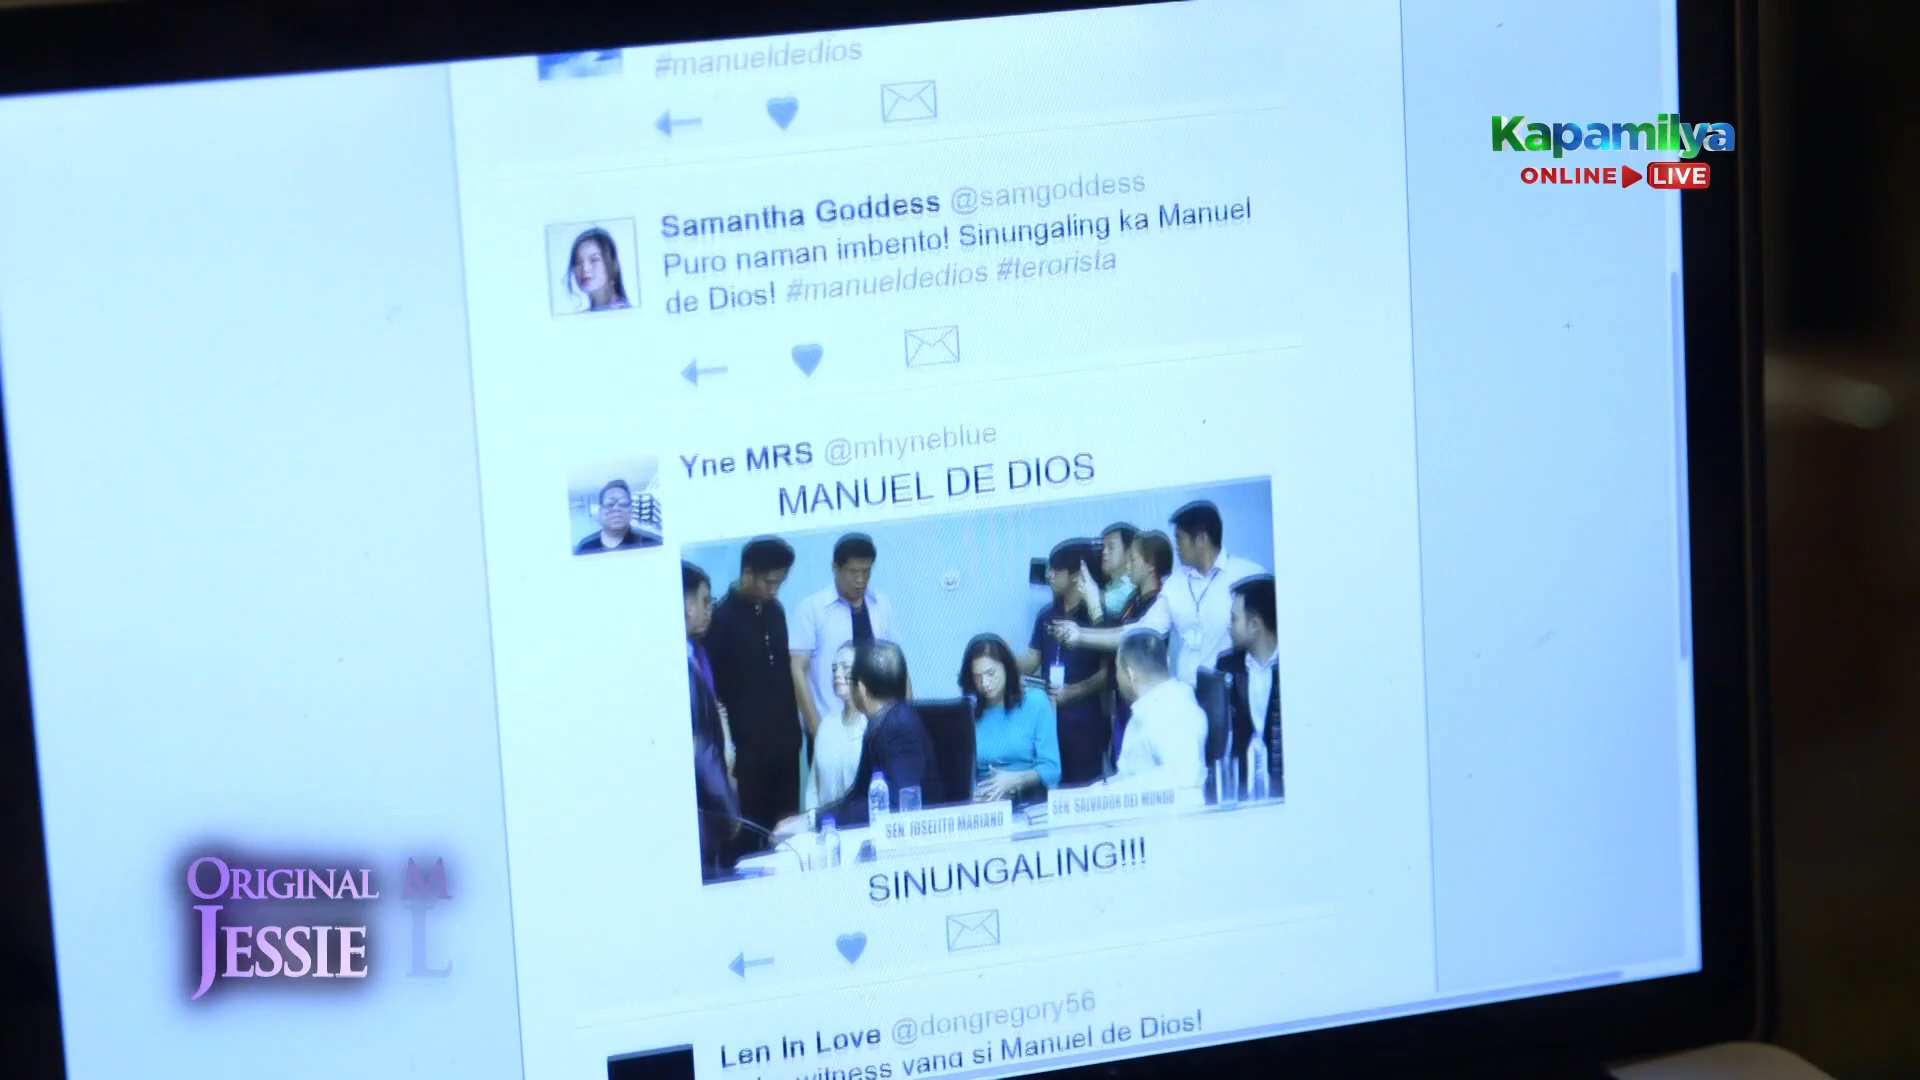 #manueldedios
Kapamilya
ONLINE LIVE
Samantha Goddess @samgoddess
Puro naman imbento! Sinungaling ka Manuel
de Dios! #manueldedios #terorista
Yne MRS @mhyneblue
MANUEL DE DIOS
SEN. JOSELITO MARIANO
SEN. SALVADOR DEL MUNDO
SINUNGALING!!!
ORIGINAL M
JESSIE L
Len In Love @dongregory56
witness yang si Manuel de Dios!